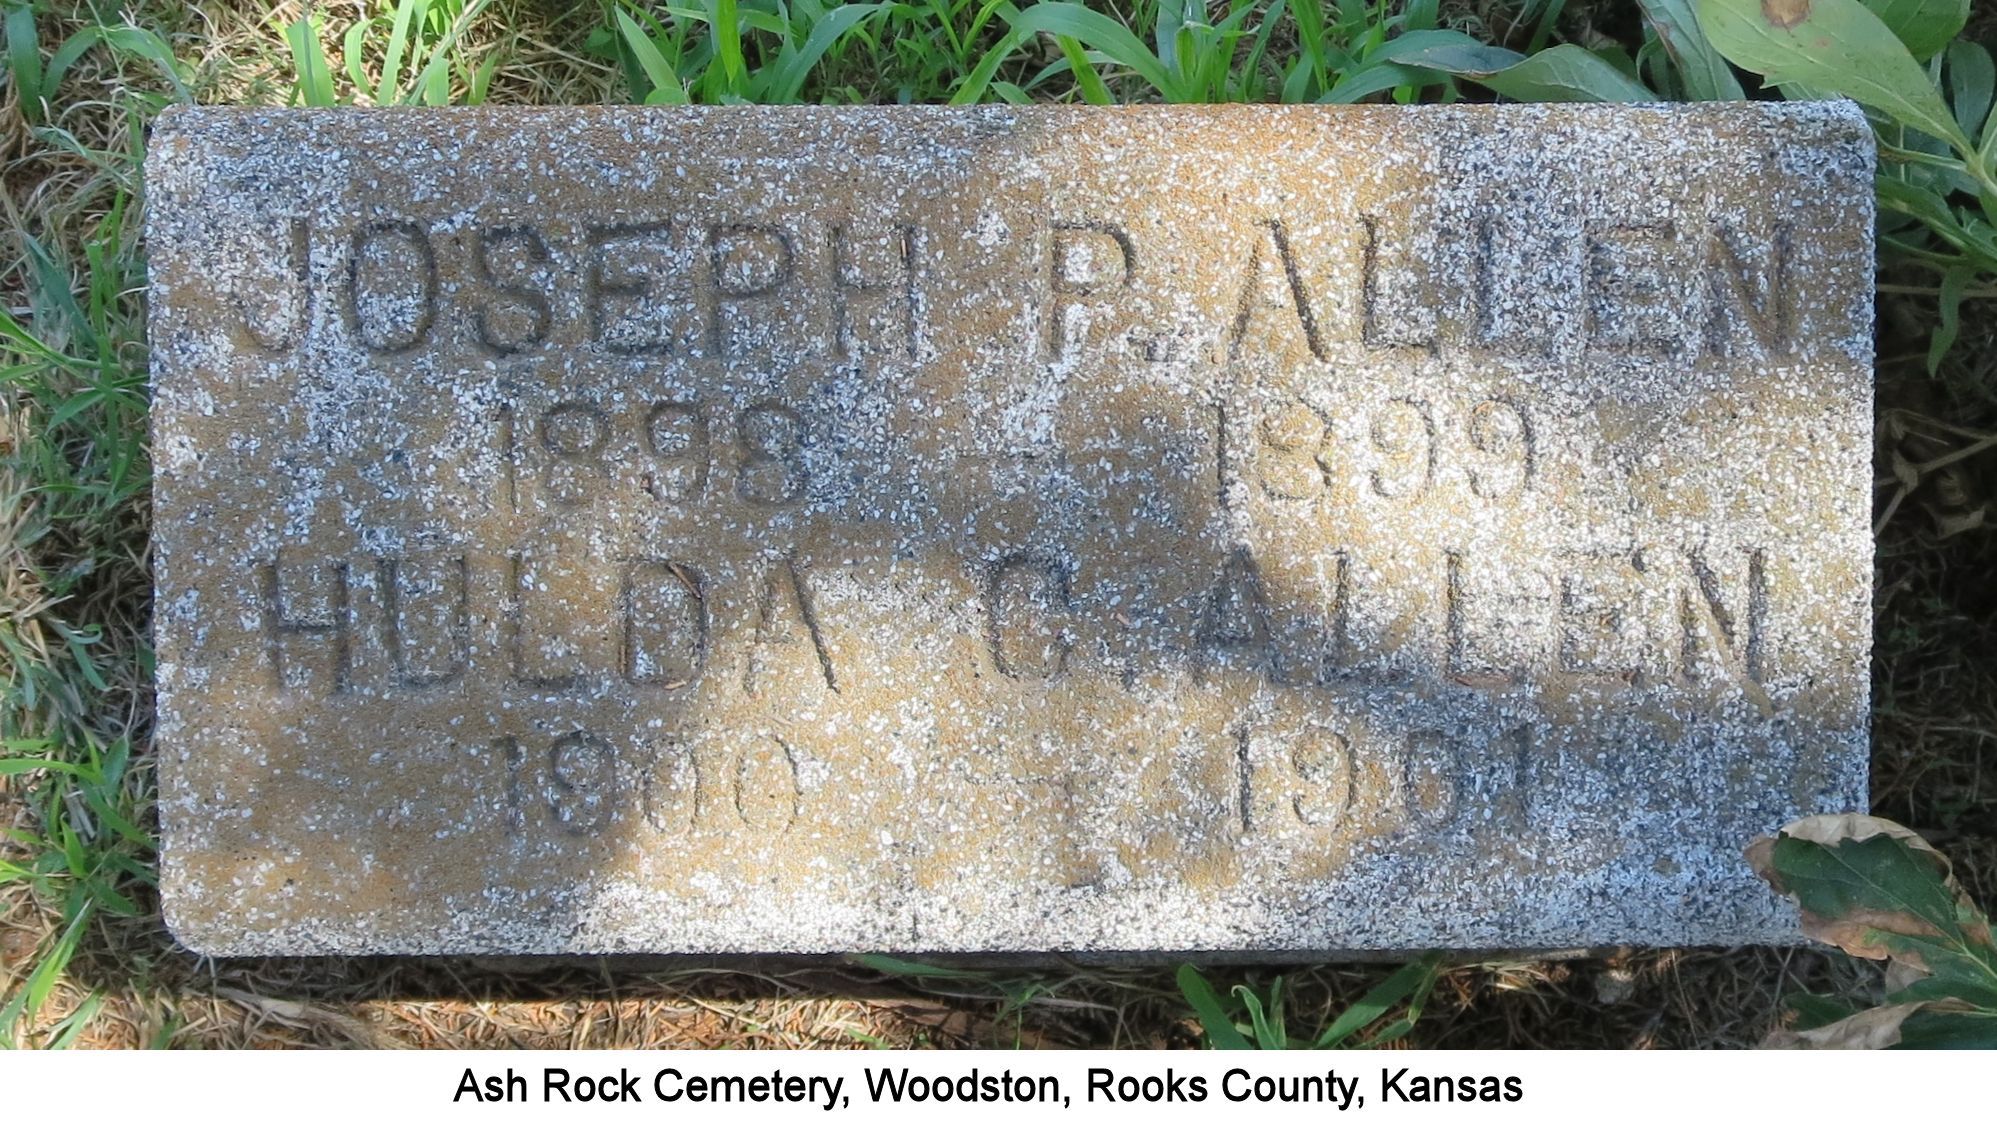 JOSEPH P. ALLEN
1898 – 1899
HULDA C. ALLEN
1900 – 1901
Ash Rock Cemetery, Woodston, Rooks County, Kansas